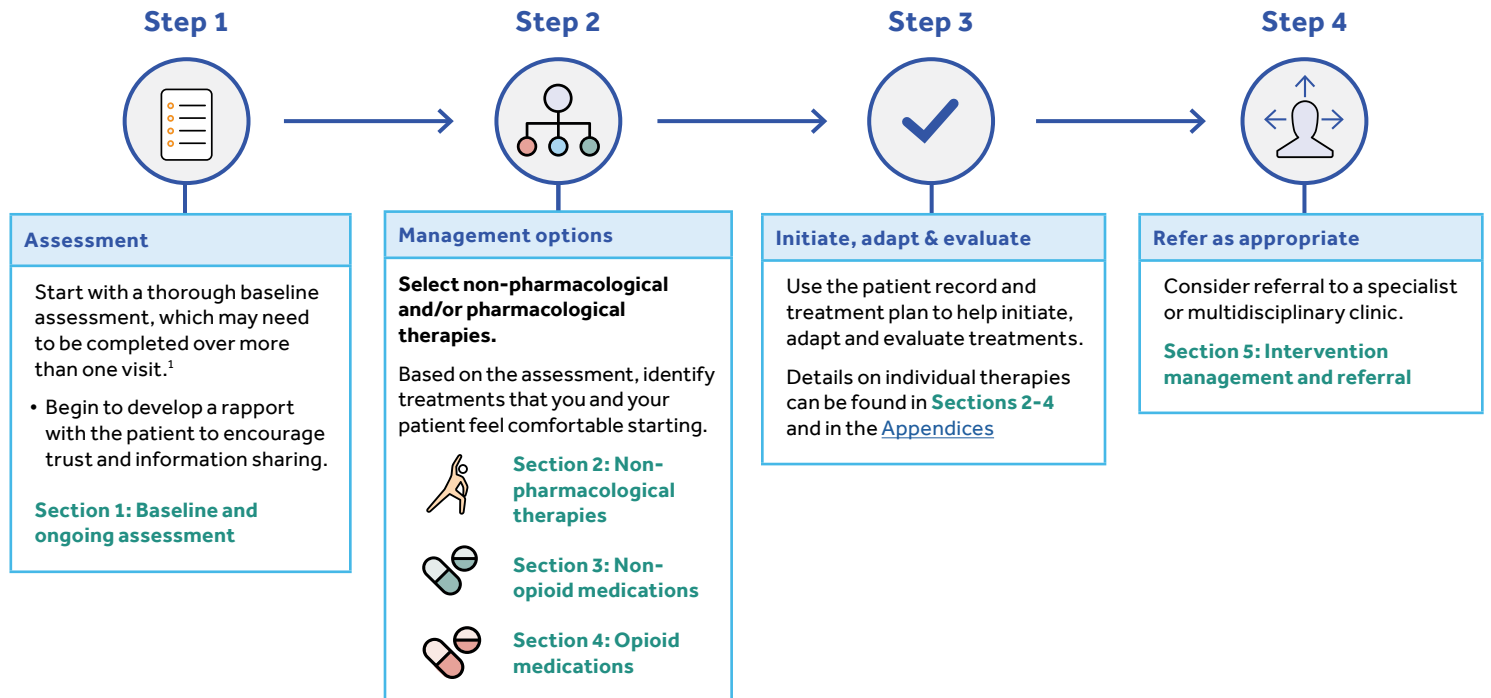 Step 1
Step 2
Step 3
Step 4
Assessment
Start with a thorough baseline
assessment, which may need
to be completed over more
than one visit.1
• Begin to develop a rapport
with the patient to encourage
trust and information sharing.
Section 1: Baseline and
ongoing assessment
Management options
Select non-pharmacological
and/or pharmacological
therapies.
Based on the assessment, identify
treatments that you and your
patient feel comfortable starting.
Section 2: Non-
pharmacological
therapies
Section 3: Non-
opioid medications
Section 4: Opioid
medications
Initiate, adapt & evaluate
Use the patient record and
treatment plan to help initiate,
adapt and evaluate treatments.
Details on individual therapies
can be found in Sections 2-4
and in the Appendices
Refer as appropriate
Consider referral to a specialist
or multidisciplinary clinic.
Section 5: Intervention
management and referral